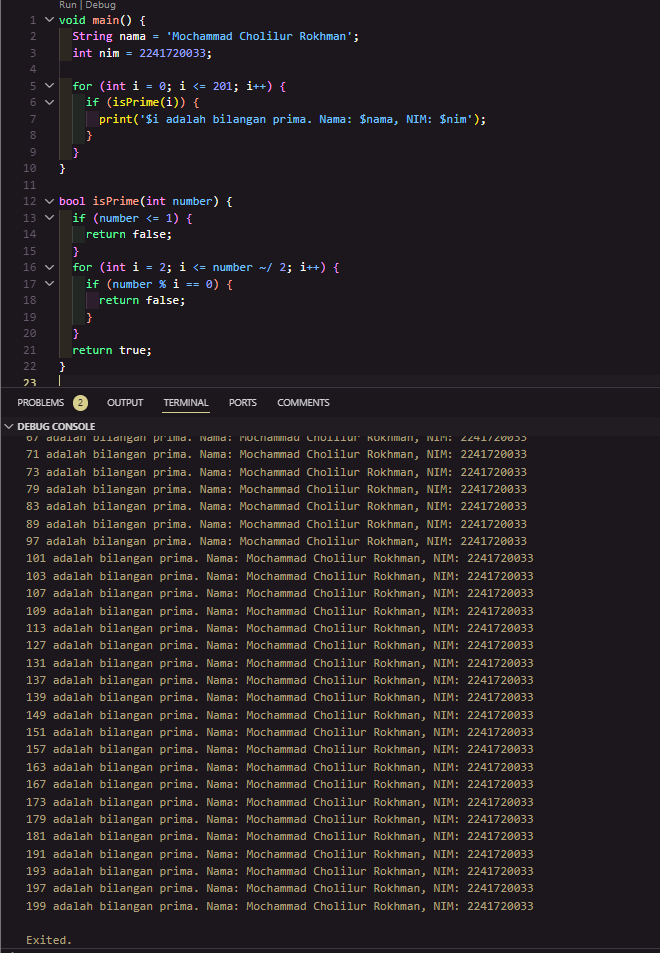 Run | Debug
1 void main() {
2 String nama = 'Mochammad Cholilur Rokhman';
3 int nim = 2241720033;
4
5 for (int i = 0; i <= 201; i++) {
6 if (isPrime(i)) {
7 print('$i adalah bilangan prima. Nama: $nama, NIM: $nim');
8 }
9 }
10 }
11
12 bool isPrime(int number) {
13 if (number <= 1) {
14 return false;
15 }
16 for (int i = 2; i <= number ~/ 2; i++) {
17 if (number % i == 0) {
18 return false;
19 }
20 }
21 return true;
22 }
23
PROBLEMS 2 OUTPUT TERMINAL PORTS COMMENTS
DEBUG CONSOLE
67 adalah bilangan prima. Nama: Mochammad Cholilur Rokhman, NIM: 2241720033
71 adalah bilangan prima. Nama: Mochammad Cholilur Rokhman, NIM: 2241720033
73 adalah bilangan prima. Nama: Mochammad Cholilur Rokhman, NIM: 2241720033
79 adalah bilangan prima. Nama: Mochammad Cholilur Rokhman, NIM: 2241720033
83 adalah bilangan prima. Nama: Mochammad Cholilur Rokhman, NIM: 2241720033
89 adalah bilangan prima. Nama: Mochammad Cholilur Rokhman, NIM: 2241720033
97 adalah bilangan prima. Nama: Mochammad Cholilur Rokhman, NIM: 2241720033
101 adalah bilangan prima. Nama: Mochammad Cholilur Rokhman, NIM: 2241720033
103 adalah bilangan prima. Nama: Mochammad Cholilur Rokhman, NIM: 2241720033
107 adalah bilangan prima. Nama: Mochammad Cholilur Rokhman, NIM: 2241720033
109 adalah bilangan prima. Nama: Mochammad Cholilur Rokhman, NIM: 2241720033
113 adalah bilangan prima. Nama: Mochammad Cholilur Rokhman, NIM: 2241720033
127 adalah bilangan prima. Nama: Mochammad Cholilur Rokhman, NIM: 2241720033
131 adalah bilangan prima. Nama: Mochammad Cholilur Rokhman, NIM: 2241720033
137 adalah bilangan prima. Nama: Mochammad Cholilur Rokhman, NIM: 2241720033
139 adalah bilangan prima. Nama: Mochammad Cholilur Rokhman, NIM: 2241720033
149 adalah bilangan prima. Nama: Mochammad Cholilur Rokhman, NIM: 2241720033
151 adalah bilangan prima. Nama: Mochammad Cholilur Rokhman, NIM: 2241720033
157 adalah bilangan prima. Nama: Mochammad Cholilur Rokhman, NIM: 2241720033
163 adalah bilangan prima. Nama: Mochammad Cholilur Rokhman, NIM: 2241720033
167 adalah bilangan prima. Nama: Mochammad Cholilur Rokhman, NIM: 2241720033
173 adalah bilangan prima. Nama: Mochammad Cholilur Rokhman, NIM: 2241720033
179 adalah bilangan prima. Nama: Mochammad Cholilur Rokhman, NIM: 2241720033
181 adalah bilangan prima. Nama: Mochammad Cholilur Rokhman, NIM: 2241720033
191 adalah bilangan prima. Nama: Mochammad Cholilur Rokhman, NIM: 2241720033
193 adalah bilangan prima. Nama: Mochammad Cholilur Rokhman, NIM: 2241720033
197 adalah bilangan prima. Nama: Mochammad Cholilur Rokhman, NIM: 2241720033
199 adalah bilangan prima. Nama: Mochammad Cholilur Rokhman, NIM: 2241720033
Exited.